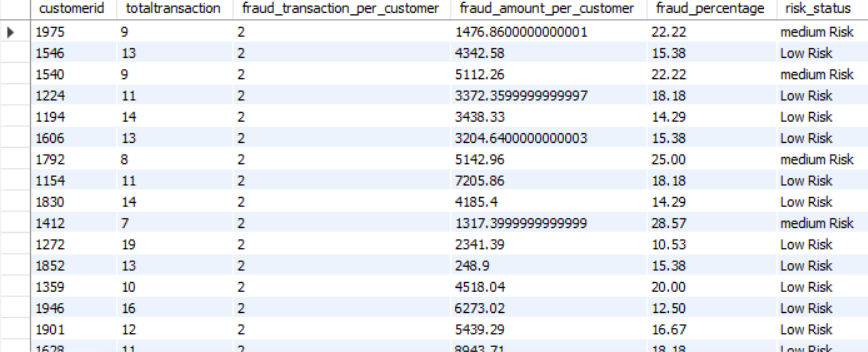 customerid totaltransaction fraud_transaction_per_customer fraud_amount_per_customer fraud_percentage risk_status
1975 9 2 1476.8600000000001 22.22 medium Risk
1546 13 2 4342.58 15.38 Low Risk
1540 9 2 5112.26 22.22 medium Risk
1224 11 2 3372.3599999999997 18.18 Low Risk
1194 14 2 3438.33 14.29 Low Risk
1606 13 2 3204.6400000000003 15.38 Low Risk
1792 8 2 5142.96 25.00 medium Risk
1154 11 2 7205.86 18.18 Low Risk
1830 14 2 4185.4 14.29 Low Risk
1412 7 2 1317.3999999999999 28.57 medium Risk
1272 19 2 2341.39 10.53 Low Risk
1852 13 2 248.9 15.38 Low Risk
1359 10 2 4518.04 20.00 Low Risk
1946 16 2 6273.02 12.50 Low Risk
1901 12 2 5439.29 16.67 Low Risk
1628 11 2 8943.71 18.18 Low Risk